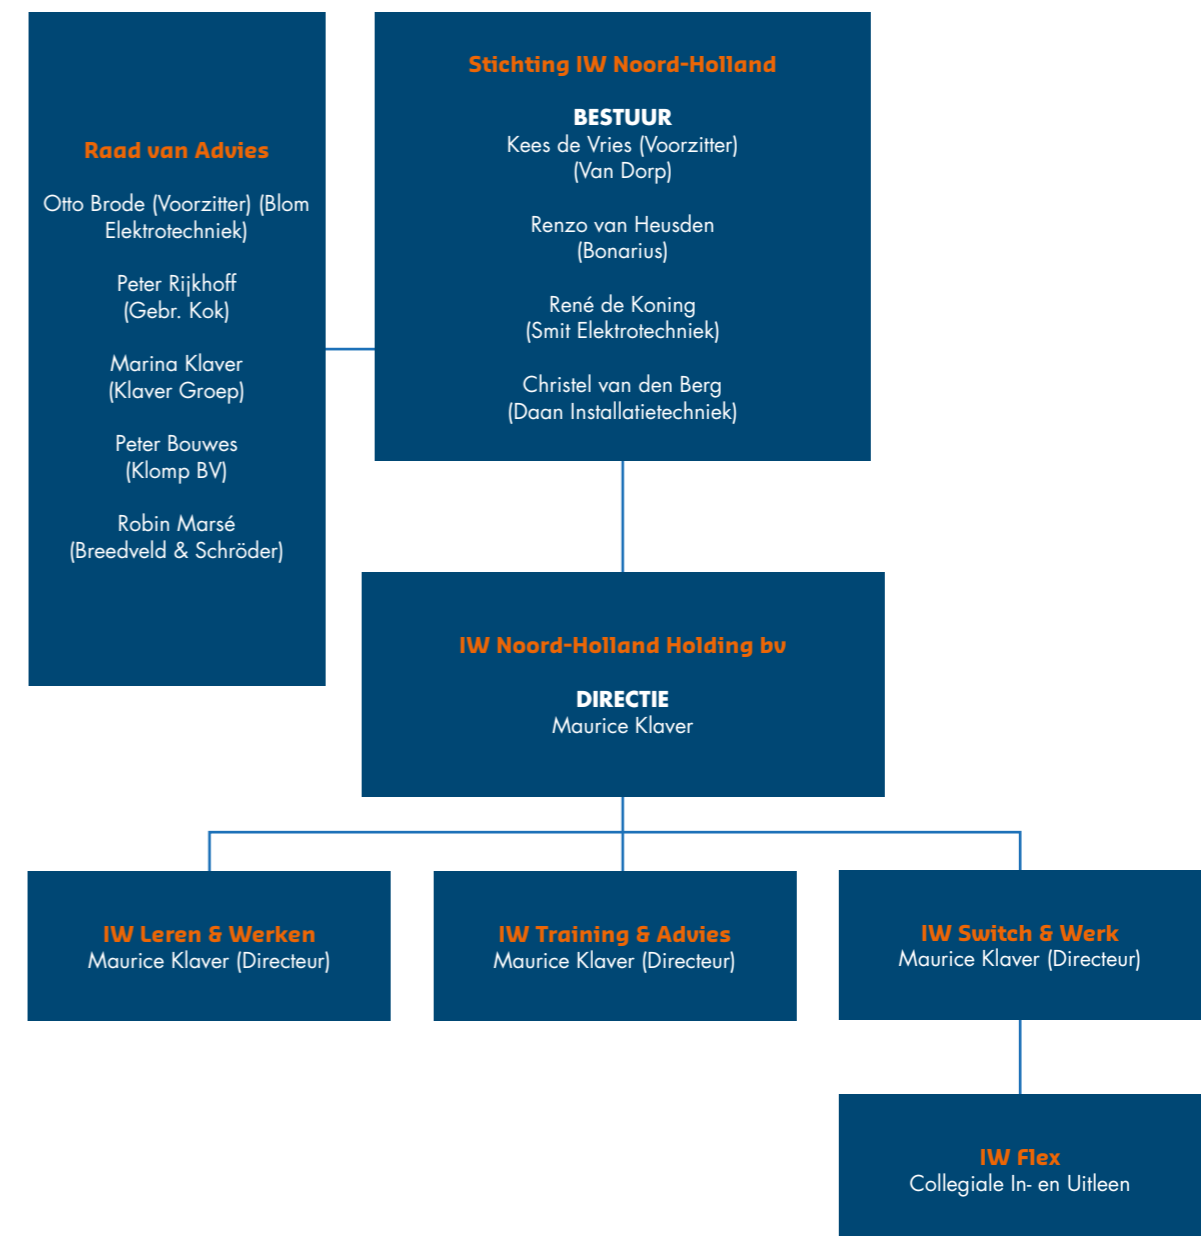 Raad van Advies
Otto Brode (Voorzitter) (Blom
Elektrotechniek)
Peter Rijkhoff
(Gebr. Kok)
Marina Klaver
(Klaver Groep)
Peter Bouwes
(Klomp BV)
Robin Marsé
(Breedveld & Schröder)
Stichting IW Noord-Holland
BESTUUR
Kees de Vries (Voorzitter)
(Van Dorp)
Renzo van Heusden
(Bonarius)
René de Koning
(Smit Elektrotechniek)
Christel van den Berg
(Daan Installatietechniek)
IW Noord-Holland Holding bv
DIRECTIE
Maurice Klaver
IW Leren & Werken
Maurice Klaver (Directeur)
IW Training & Advies
Maurice Klaver (Directeur)
IW Switch & Werk
Maurice Klaver (Directeur)
IW Flex
Collegiale In- en Uitleen